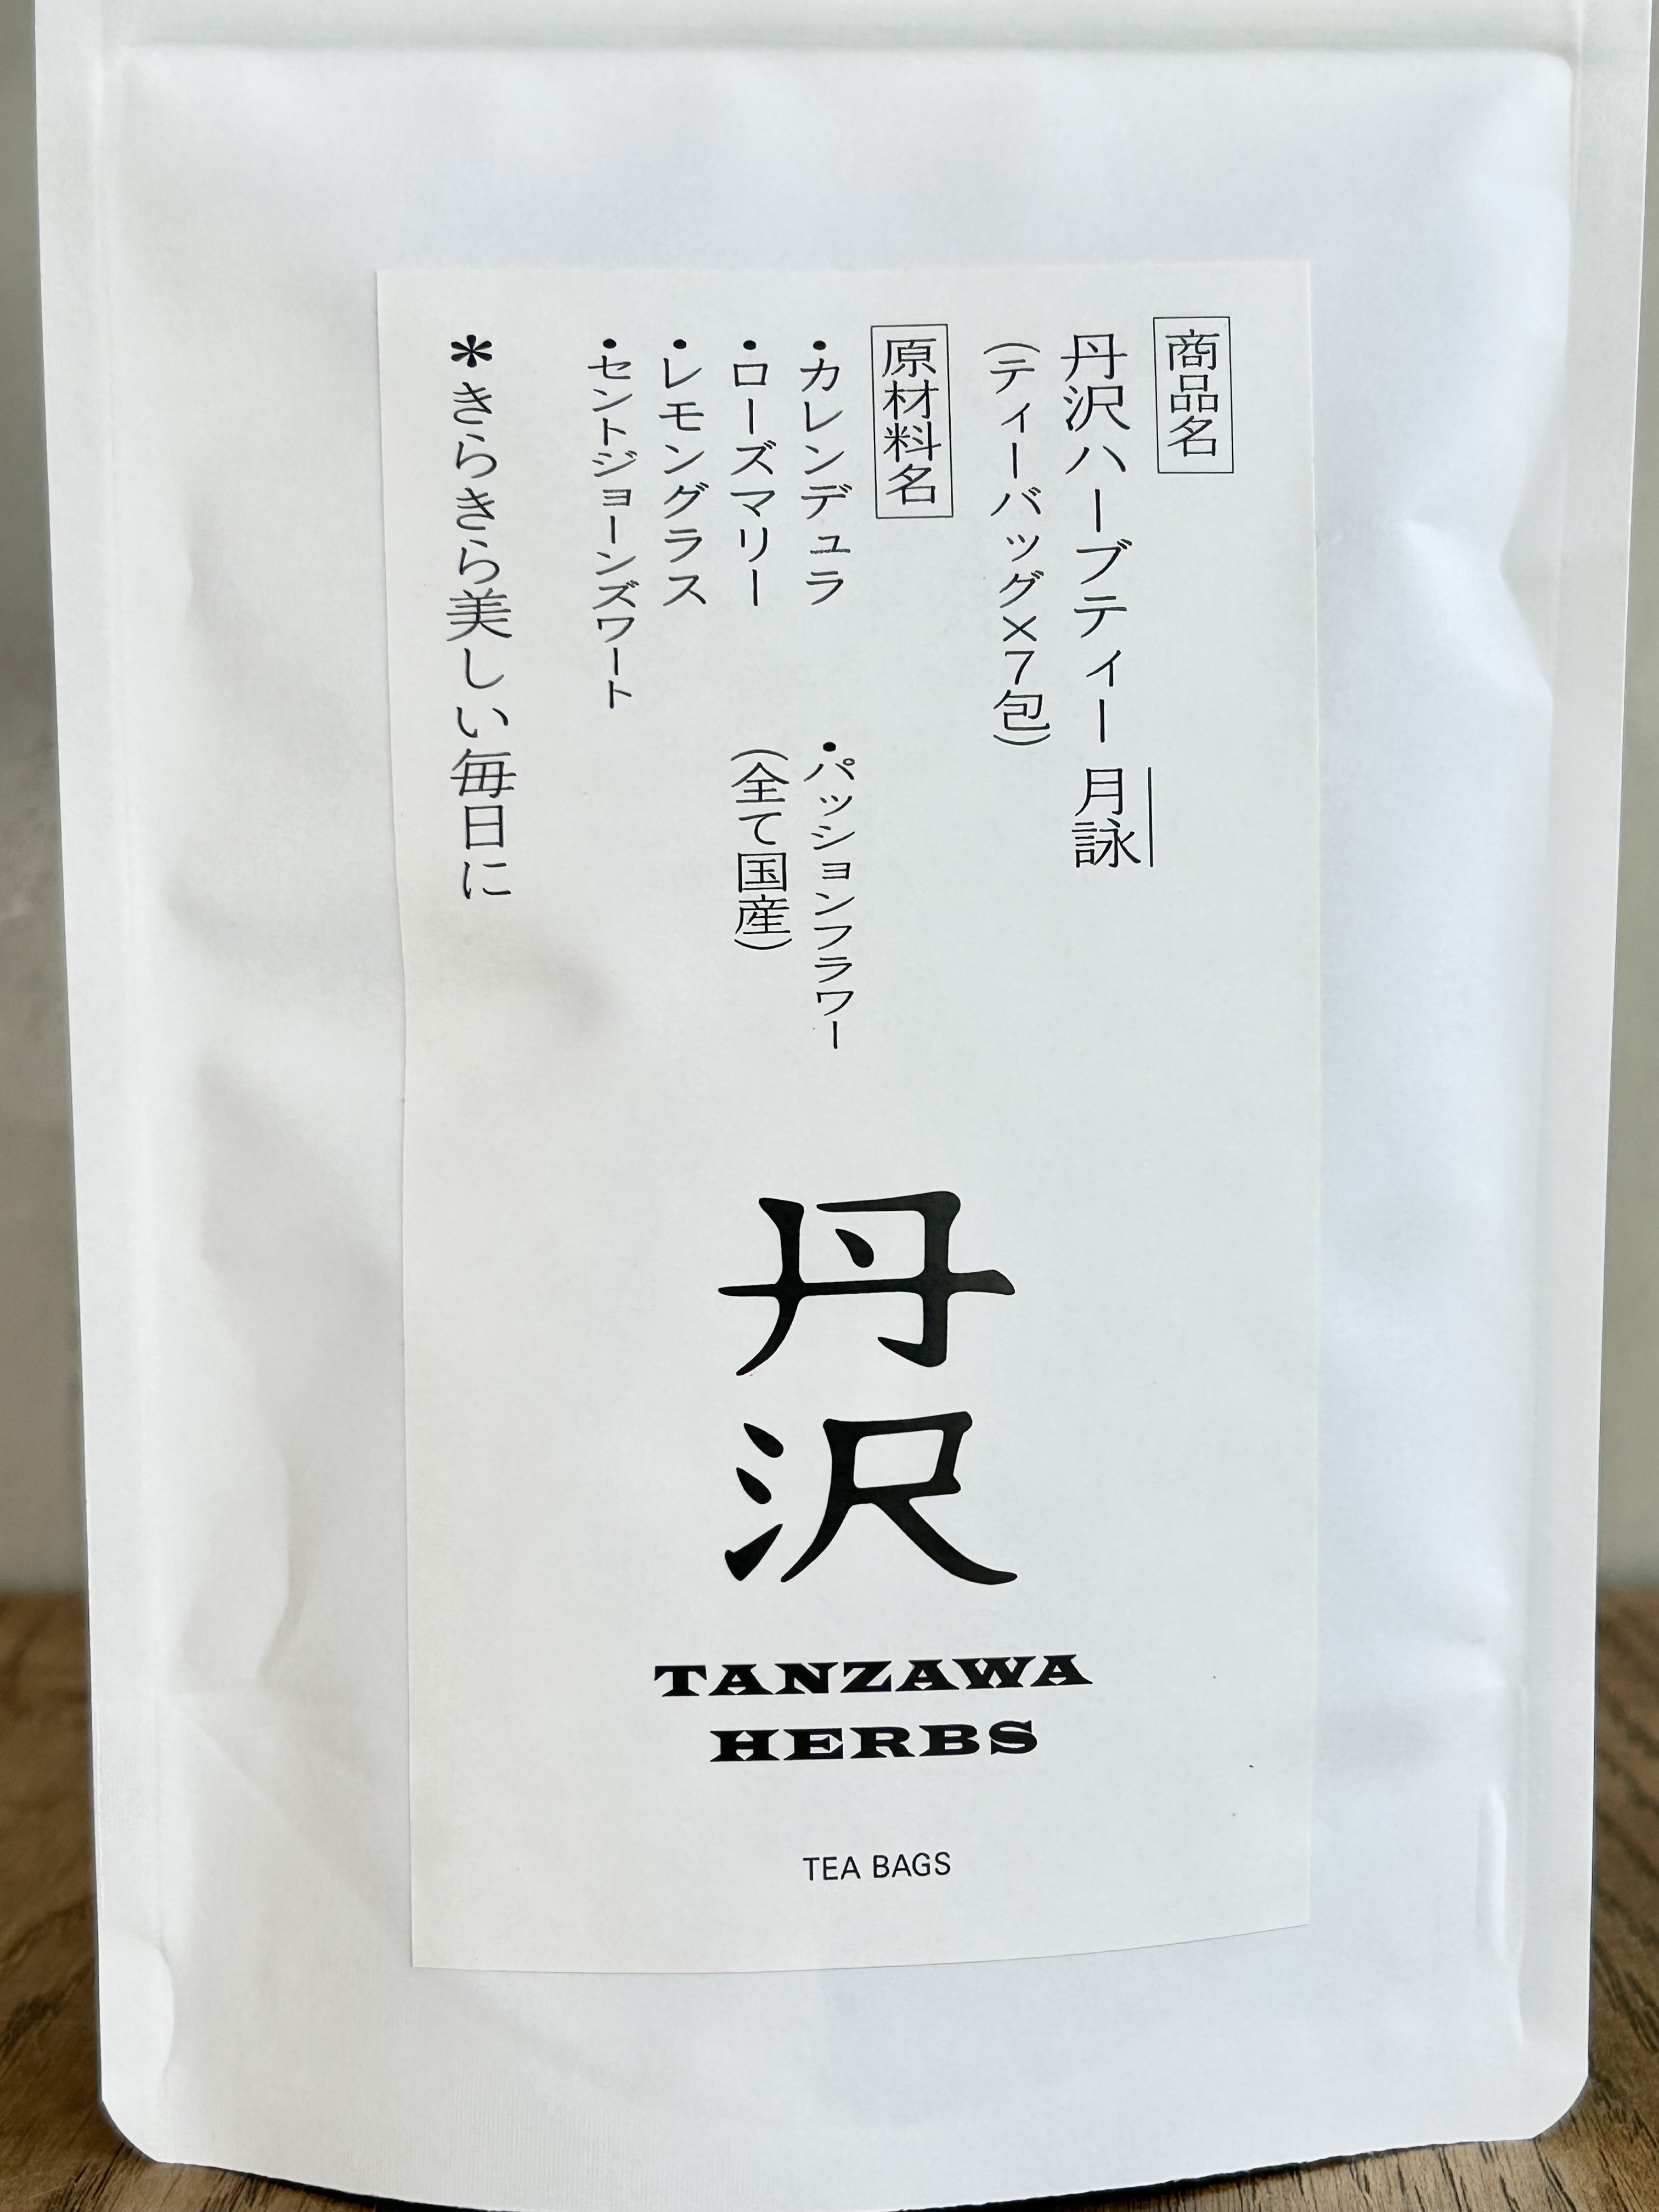 商品名
丹沢ハーブティー 月詠
(ティーバッグ×7包)
原材料名
・カレンデュラ
・ローズマリー
・レモングラス
・セントジョーンズワート
・パッションフラワー
(全て国産)
＊きらきら美しい毎日に
丹沢
TANZAWA
HERBS
TEA BAGS